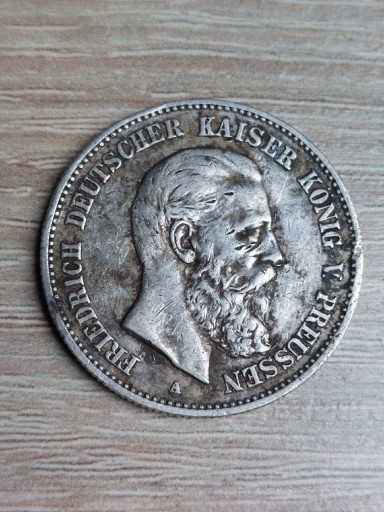 FRIEDRICH DEUTSCHER KAISER KÖNIG V. PREUSSEN
A